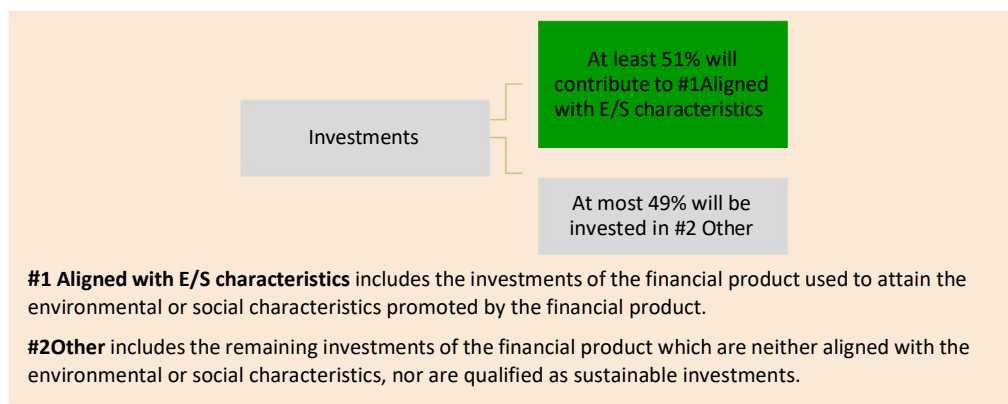 At least 51% will
contribute to #1Aligned
with E/S characteristics
Investments
At most 49% will be
invested in #2 Other
#1 Aligned with E/S characteristics includes the investments of the financial product used to attain the
environmental or social characteristics promoted by the financial product.
#2Other includes the remaining investments of the financial product which are neither aligned with the
environmental or social characteristics, nor are qualified as sustainable investments.